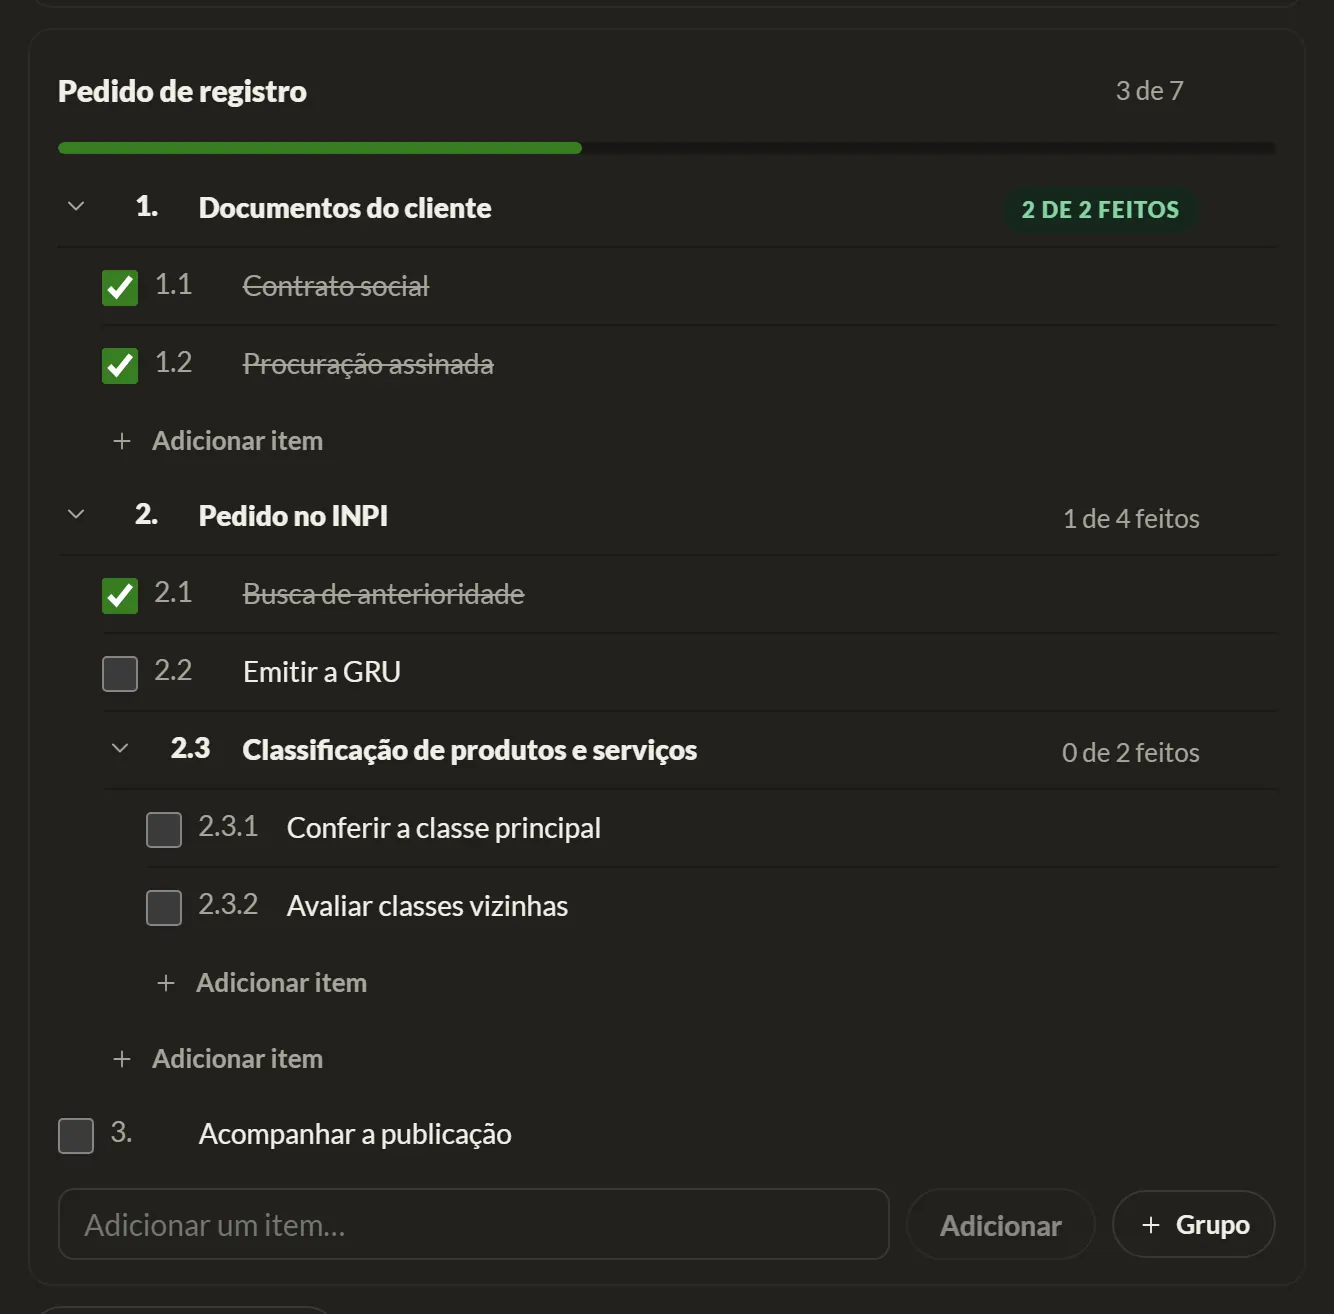 Pedido de registro 3 de 7
1. Documentos do cliente 2 DE 2 FEITOS
1.1 Contrato social
1.2 Procuração assinada
+ Adicionar item
2. Pedido no INPI 1 de 4 feitos
2.1 Busca de anterioridade
2.2 Emitir a GRU
2.3 Classificação de produtos e serviços 0 de 2 feitos
2.3.1 Conferir a classe principal
2.3.2 Avaliar classes vizinhas
+ Adicionar item
+ Adicionar item
3. Acompanhar a publicação
Adicionar um item... Adicionar + Grupo